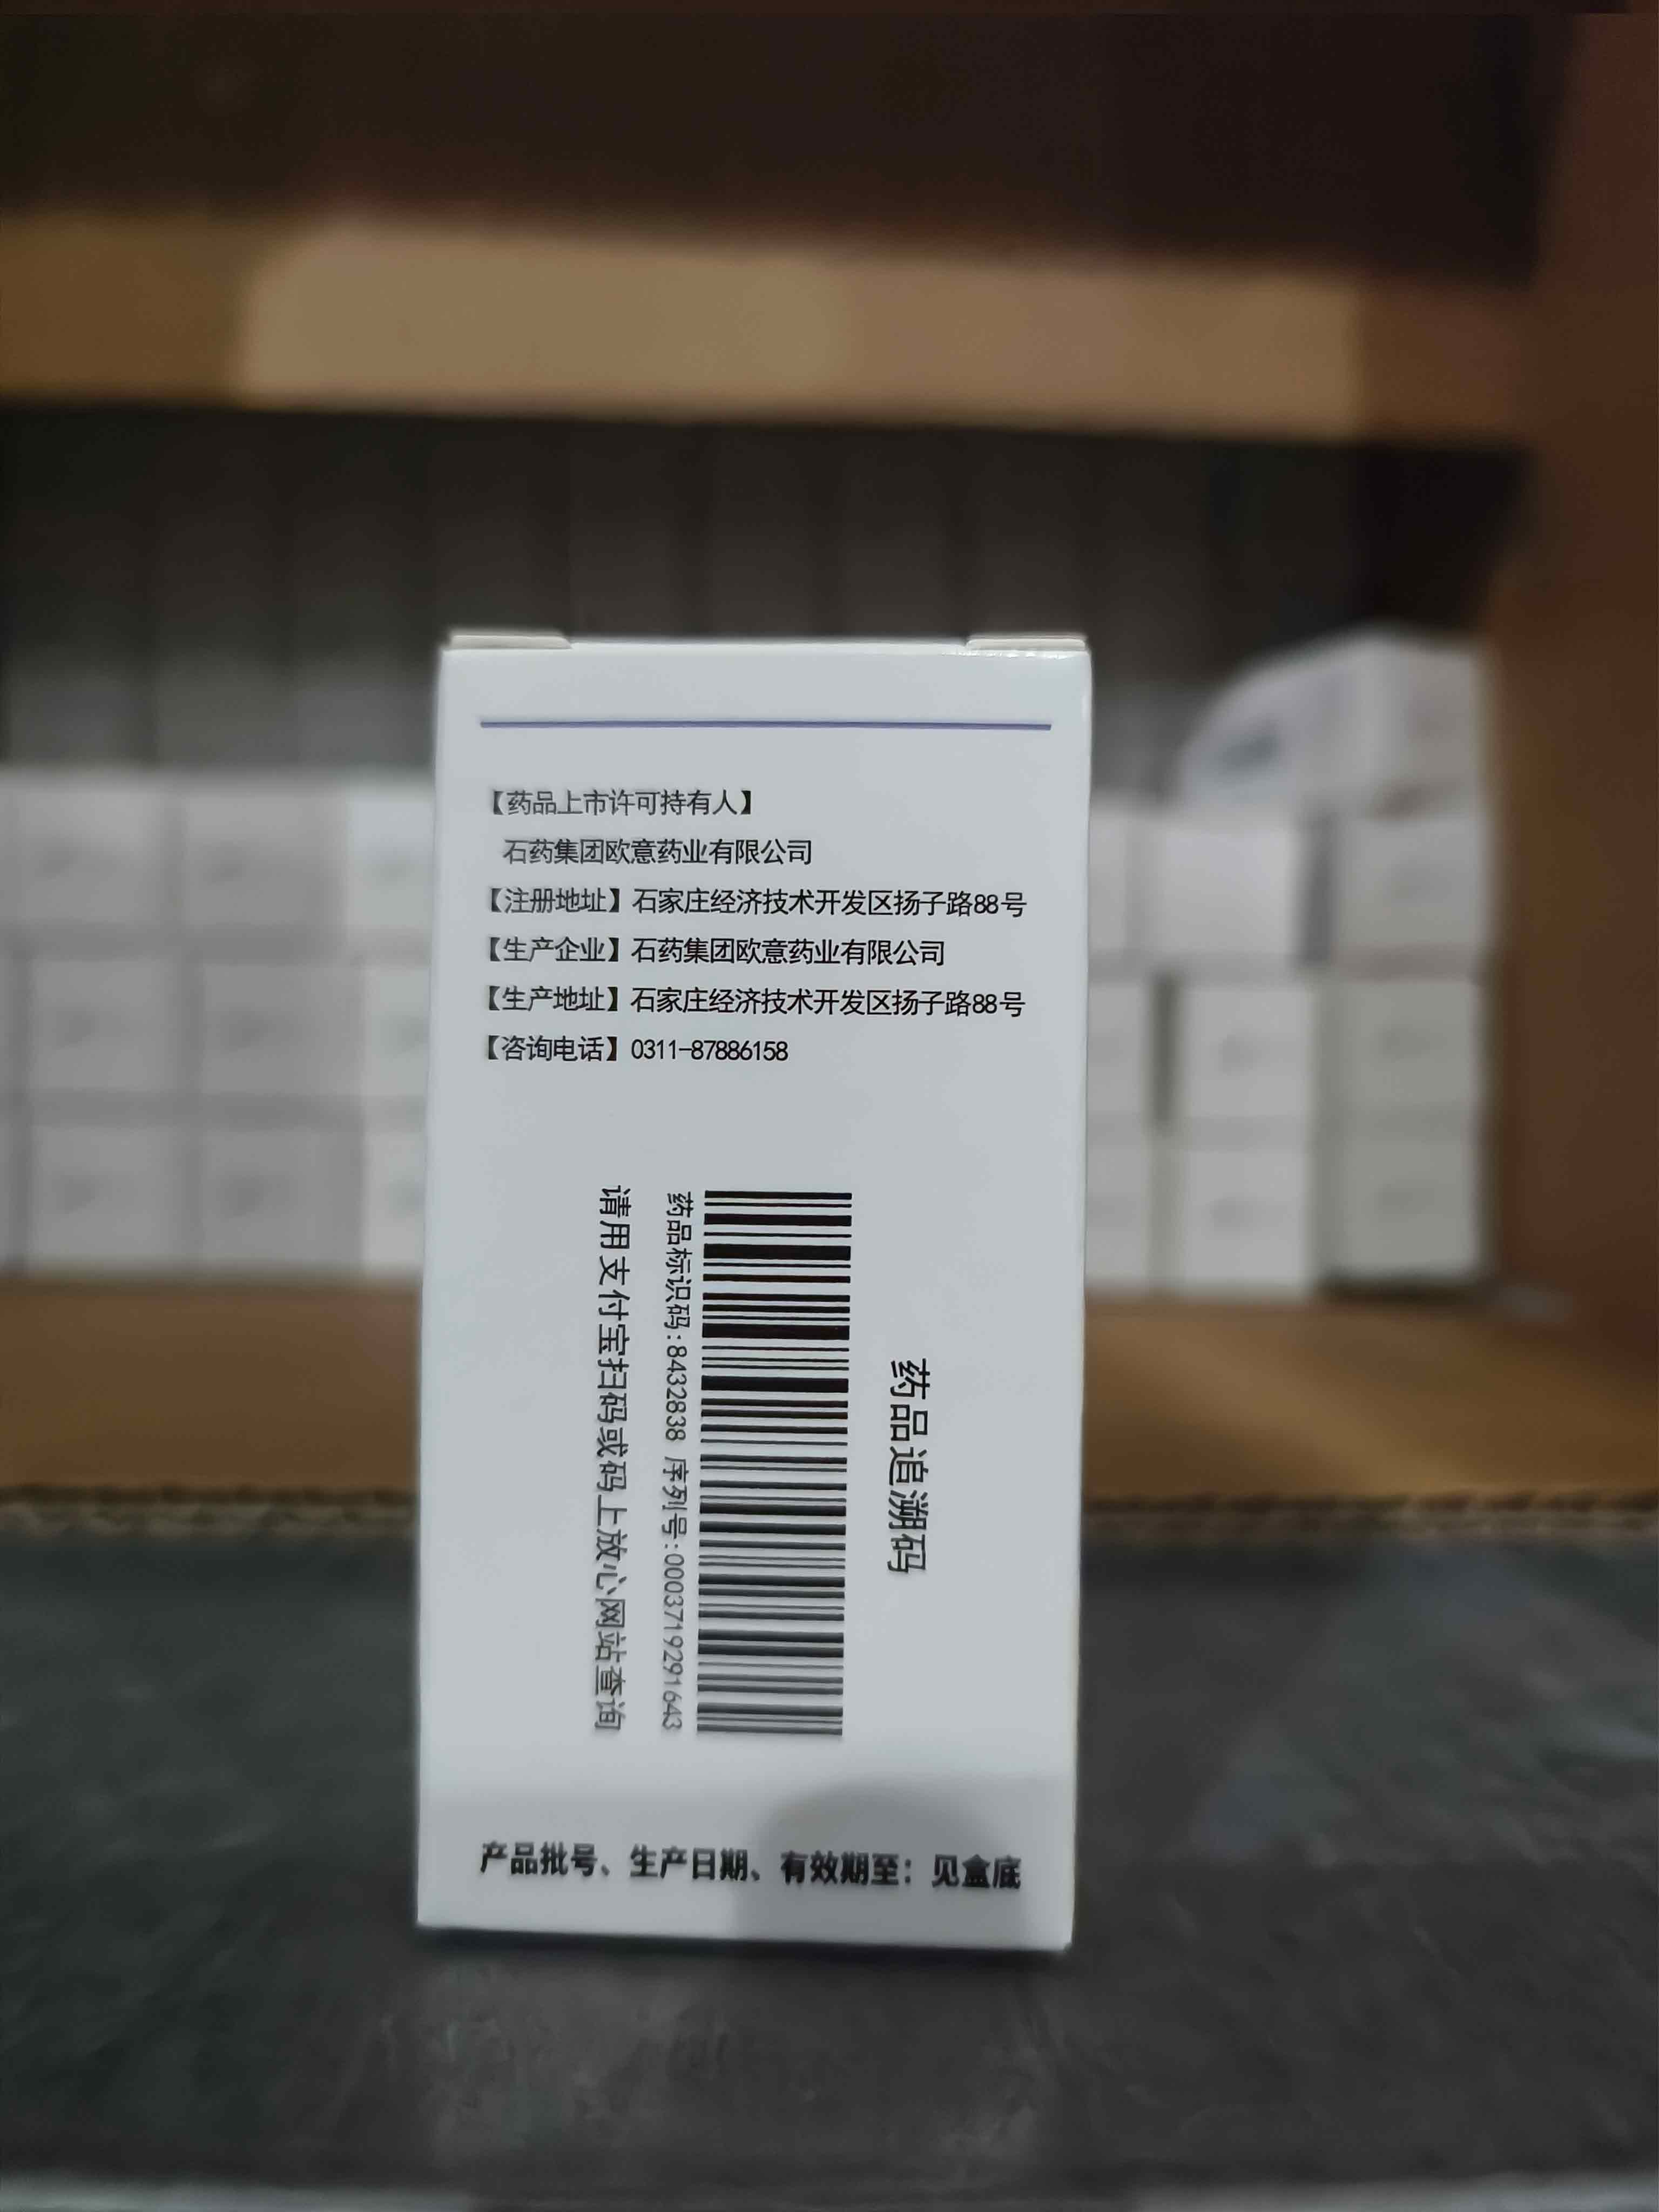 【药品上市许可持有人】
石药集团欧意药业有限公司
【注册地址】石家庄经济技术开发区扬子路88号
【生产企业】石药集团欧意药业有限公司
【生产地址】石家庄经济技术开发区扬子路88号
【咨询电话】0311-87886158
药品追溯码
药品标识码:8432838 序列号:0003719291643
请用支付宝扫码或码上放心网站查询
产品批号、生产日期、有效期至：见盒底